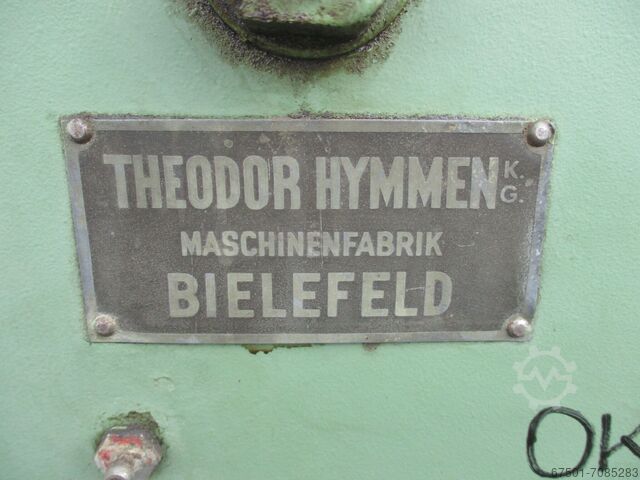 THEODOR HYMMEN K. G.
MASCHINENFABRIK
BIELEFELD
OK
67501-7085283